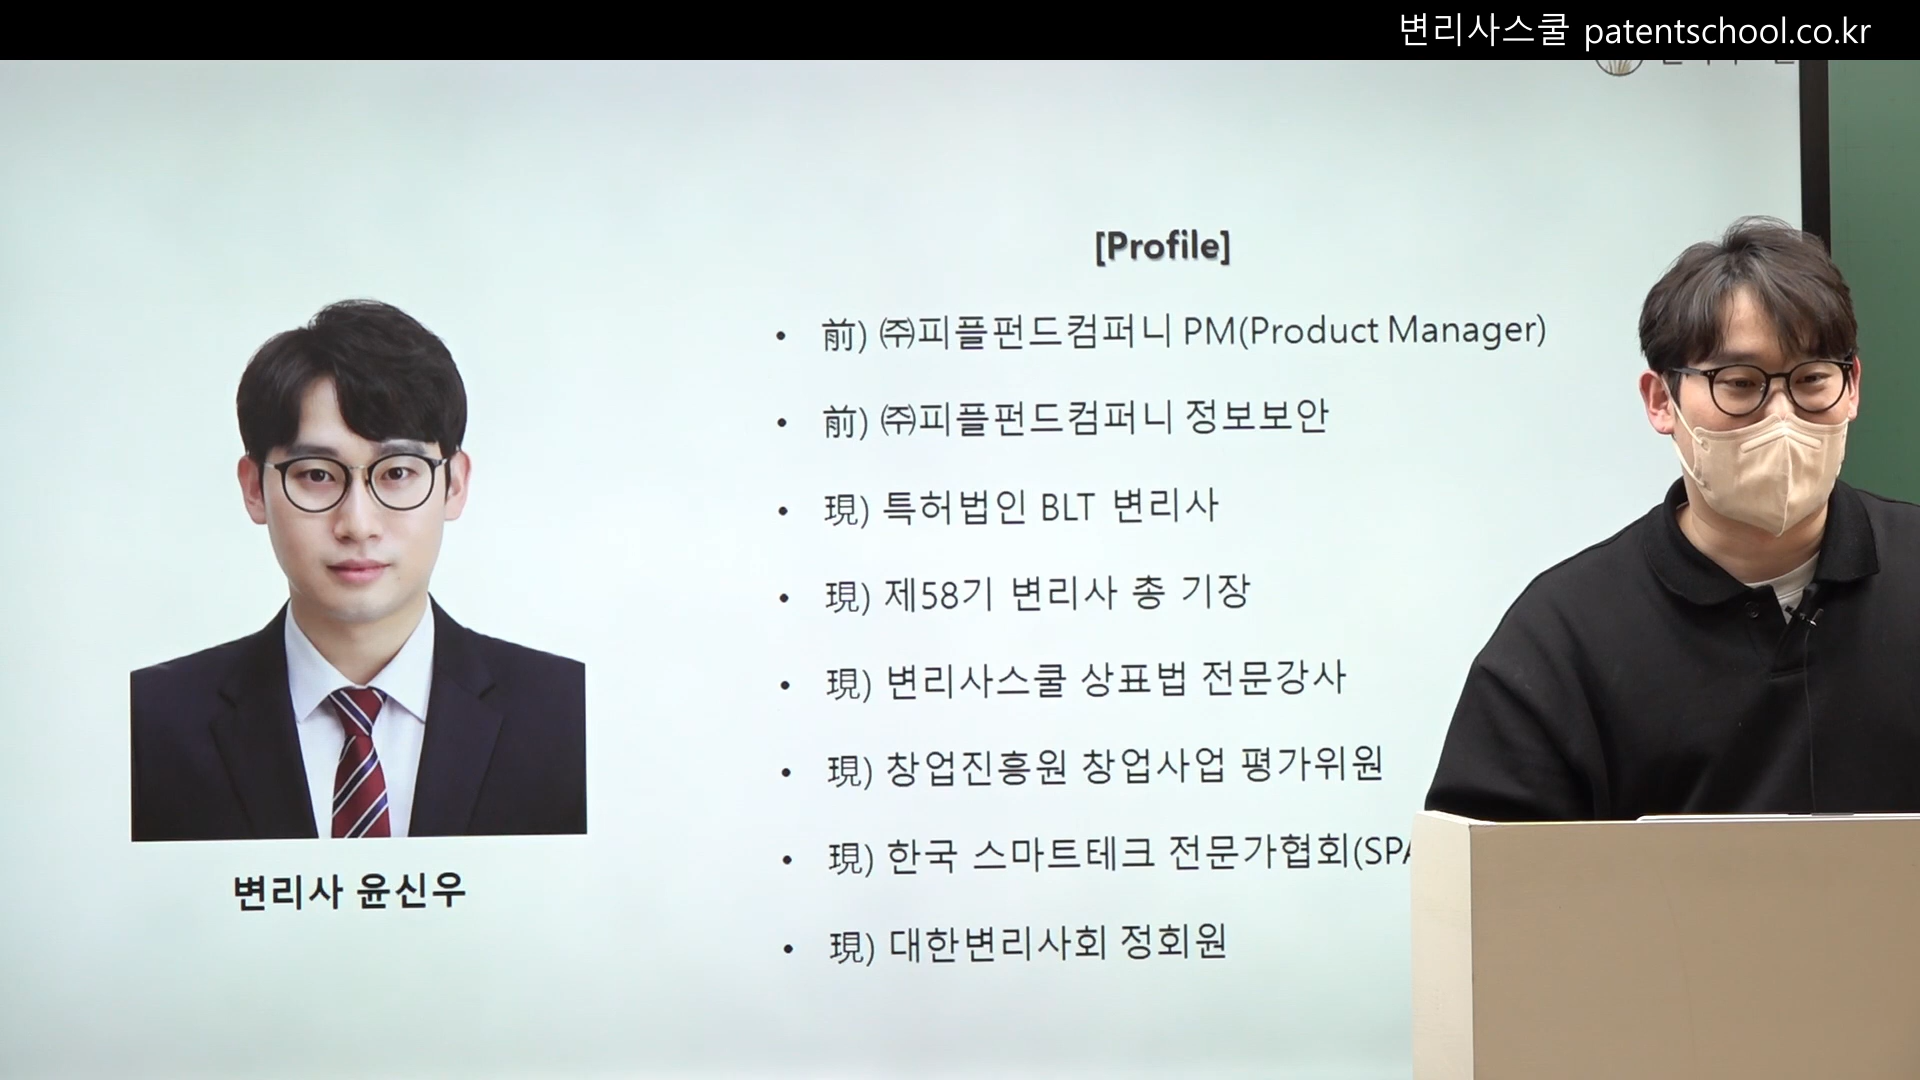 변리사스쿨 patentschool.co.kr
[Profile]
• 前) ㈜피플펀드컴퍼니 PM(Product Manager)
• 前) ㈜피플펀드컴퍼니 정보보안
• 現) 특허법인 BLT 변리사
• 現) 제58기 변리사 총 기장
• 現) 변리사스쿨 상표법 전문강사
• 現) 창업진흥원 창업사업 평가위원
• 現) 한국 스마트테크 전문가협회(SPA
• 現) 대한변리사회 정회원
변리사 윤신우